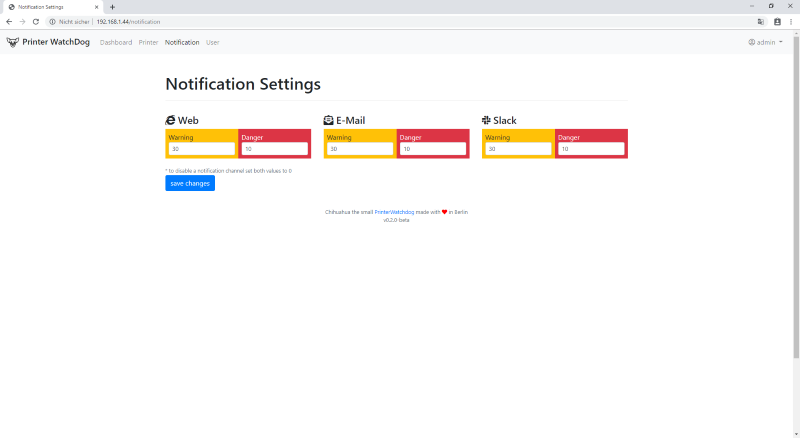 Notification Settings
Nicht sicher | 192.168.1.44/notification
Printer WatchDog Dashboard Printer Notification User admin
Notification Settings
Web E-Mail Slack
Warning Danger Warning Danger Warning Danger
30 10 30 10 30 10
* to disable a notification channel set both values to 0
save changes
Chihuahua the small PrinterWatchdog made with ❤ in Berlin
v0.2.0-beta